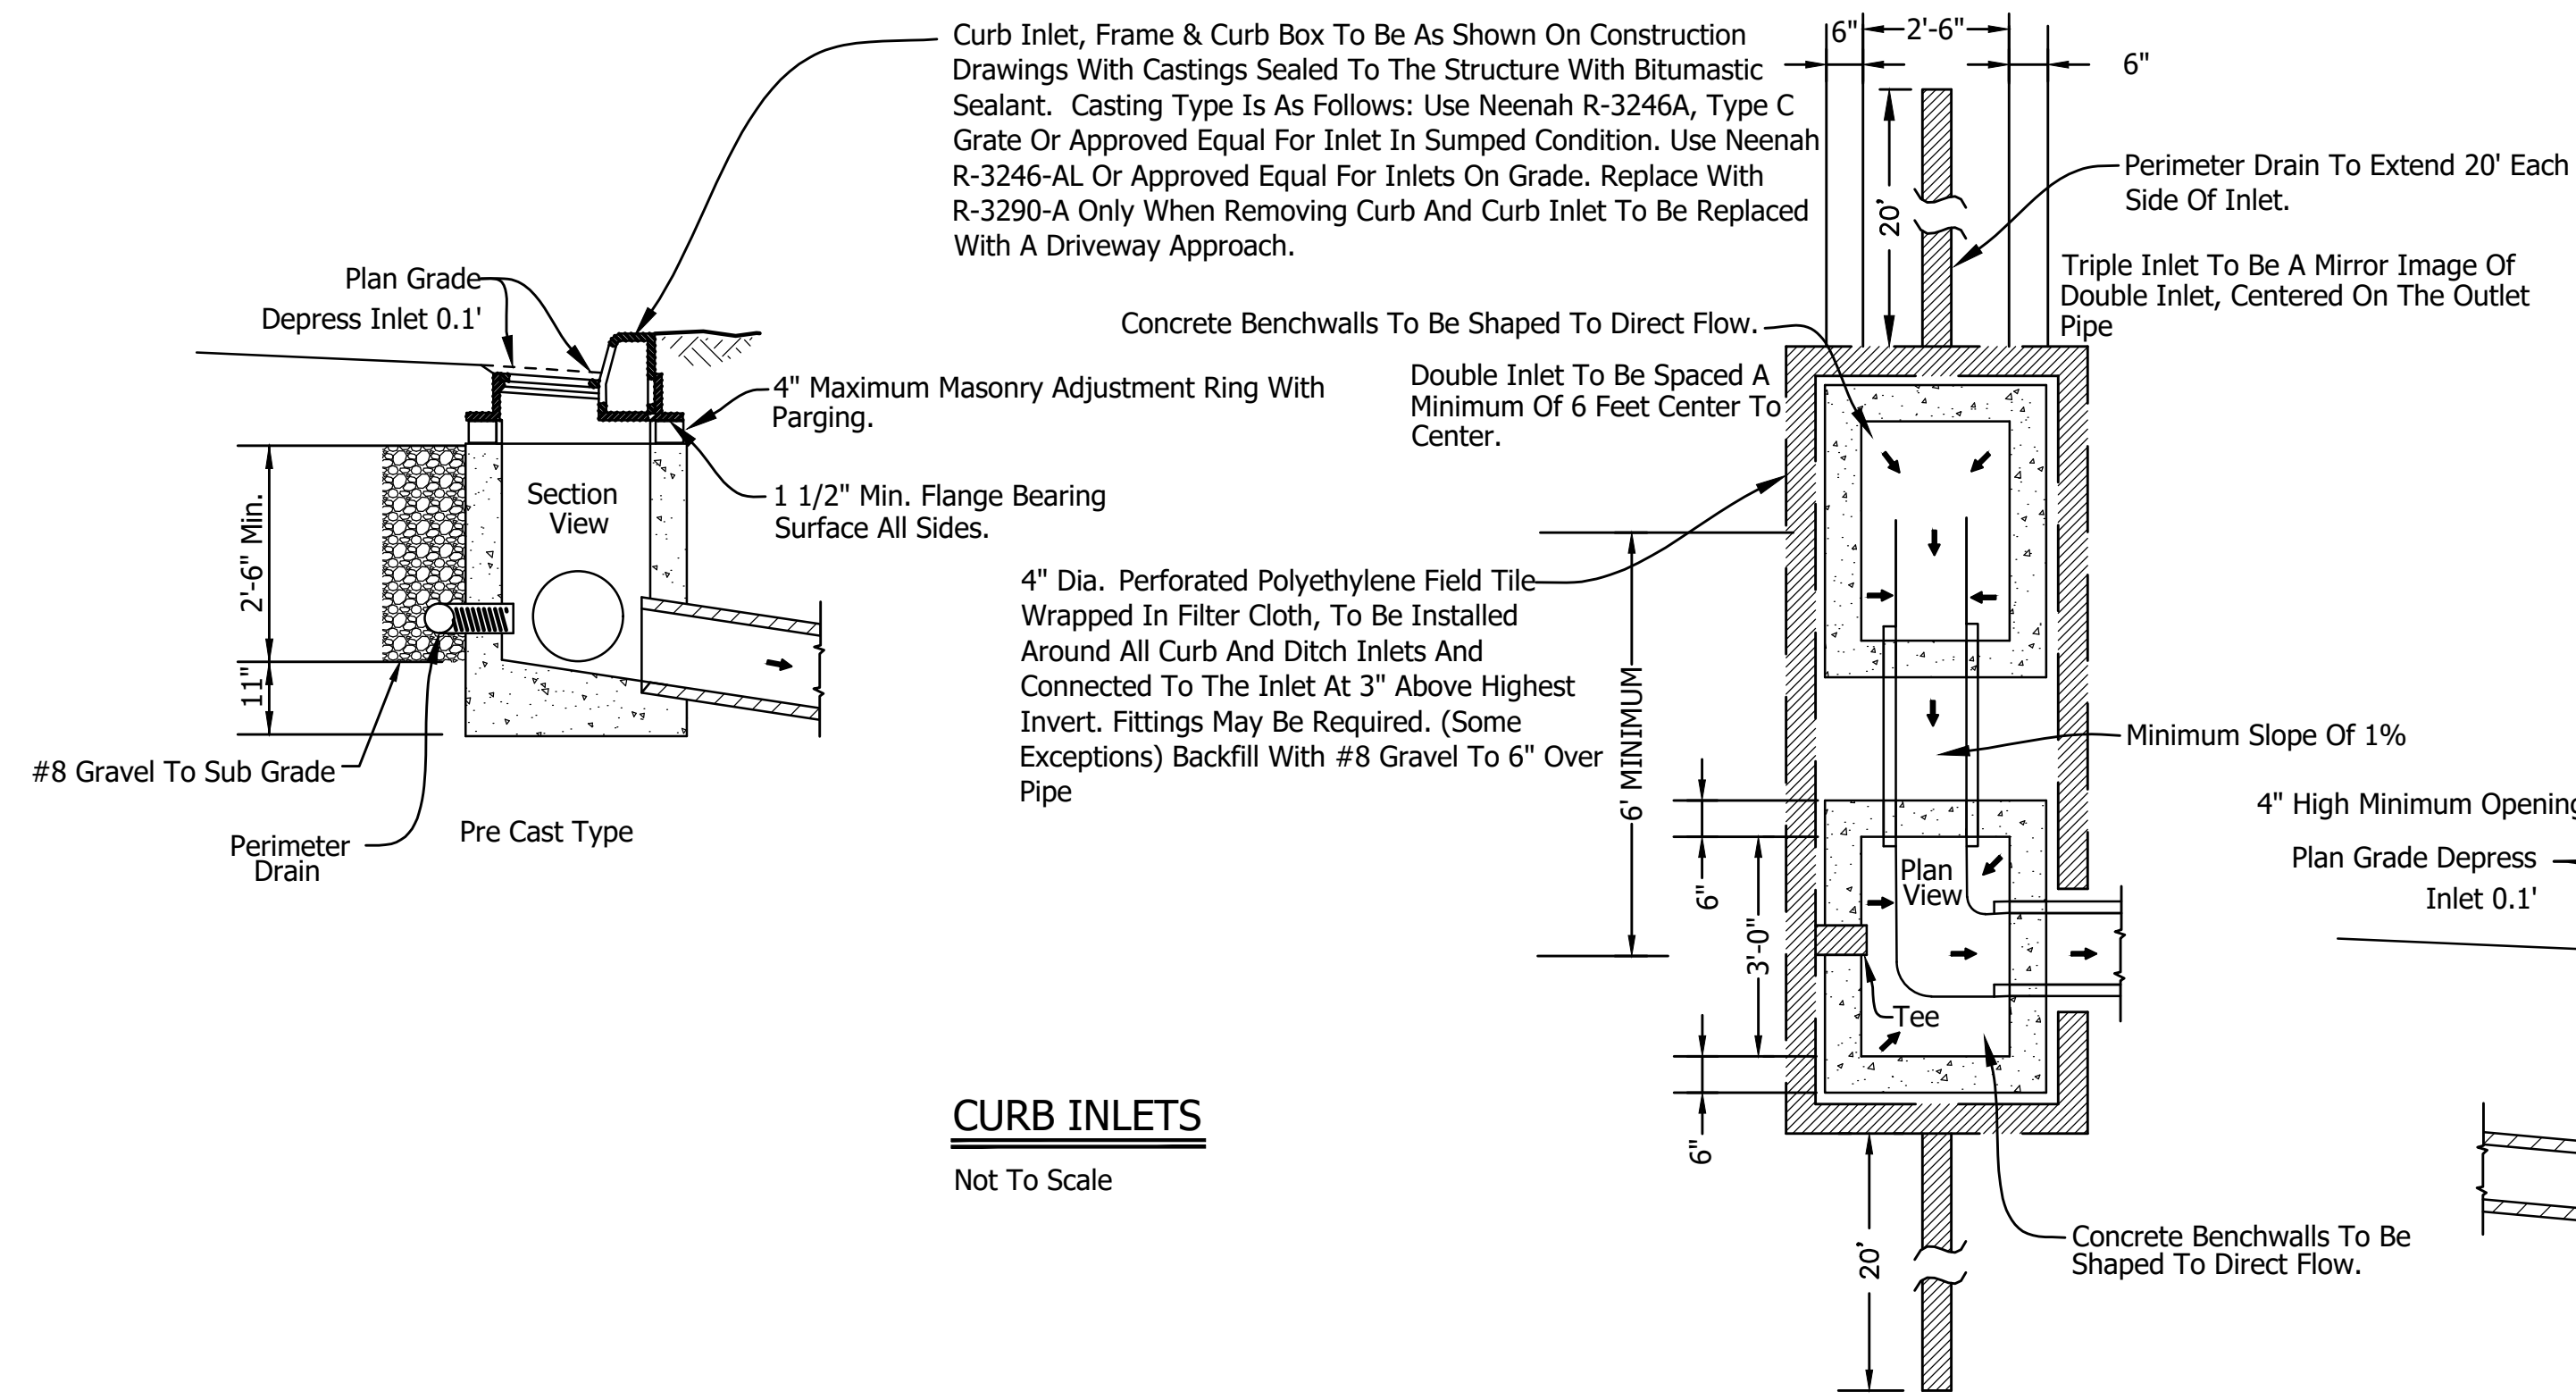 Curb Inlet, Frame & Curb Box To Be As Shown On Construction
Drawings With Castings Sealed To The Structure With Bitumastic
Sealant. Casting Type Is As Follows: Use Neenah R-3246A, Type C
Grate Or Approved Equal For Inlet In Sumped Condition. Use Neenah
R-3246-AL Or Approved Equal For Inlets On Grade. Replace With
R-3290-A Only When Removing Curb And Curb Inlet To Be Replaced
With A Driveway Approach.
Plan Grade
Depress Inlet 0.1'
4" Maximum Masonry Adjustment Ring With
Parging.
Section
View
1 1/2" Min. Flange Bearing
Surface All Sides.
2'-6" Min.
11"
#8 Gravel To Sub Grade
Perimeter
Drain
Pre Cast Type
CURB INLETS
Not To Scale
6"
2'-6"
6"
20'
Perimeter Drain To Extend 20' Each
Side Of Inlet.
Triple Inlet To Be A Mirror Image Of
Double Inlet, Centered On The Outlet
Pipe
Concrete Benchwalls To Be Shaped To Direct Flow.
Double Inlet To Be Spaced A
Minimum Of 6 Feet Center To
Center.
4" Dia. Perforated Polyethylene Field Tile
Wrapped In Filter Cloth, To Be Installed
Around All Curb And Ditch Inlets And
Connected To The Inlet At 3" Above Highest
Invert. Fittings May Be Required. (Some
Exceptions) Backfill With #8 Gravel To 6" Over
Pipe
6' MINIMUM
Minimum Slope Of 1%
6"
3'-0"
6"
Plan
View
Tee
20'
Concrete Benchwalls To Be
Shaped To Direct Flow.
4" High Minimum Opening
Plan Grade Depress
Inlet 0.1'